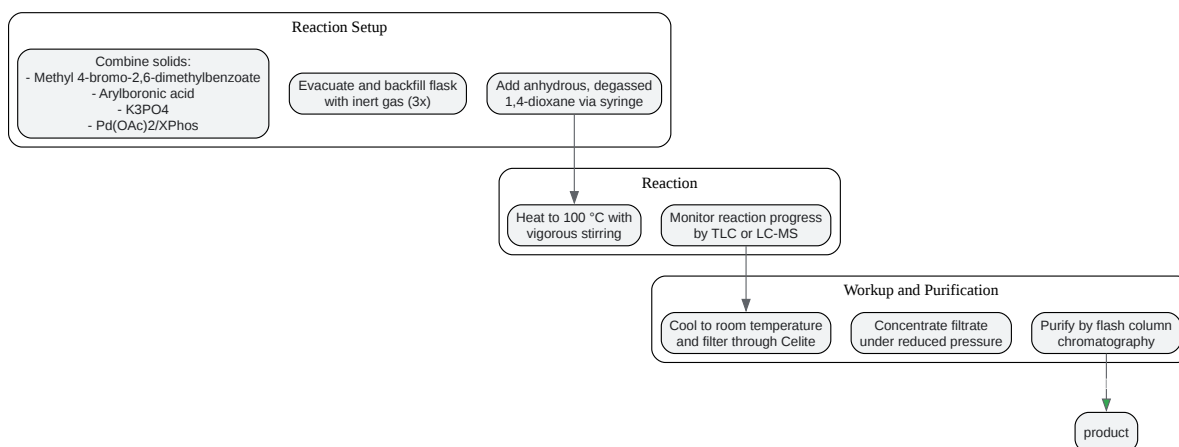 Reaction Setup
Combine solids:
- Methyl 4-bromo-2,6-dimethylbenzoate
- Arylboronic acid
- K3PO4
- Pd(OAc)2/XPhos
Evacuate and backfill flask
with inert gas (3x)
Add anhydrous, degassed
1,4-dioxane via syringe
Reaction
Heat to 100 °C with
vigorous stirring
Monitor reaction progress
by TLC or LC-MS
Workup and Purification
Cool to room temperature
and filter through Celite
Concentrate filtrate
under reduced pressure
Purify by flash column
chromatography
product